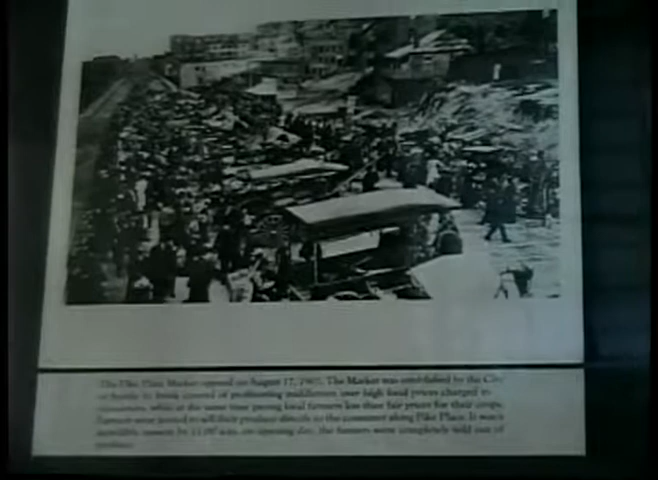 The Pike Place Market opened on August 17, 1907. The Market was established by the City
of Seattle to break control of profiteering middlemen over high food prices charged to
consumers, while at the same time paying local farmers less than fair prices for their crops.
Farmers were invited to sell their produce directly to the consumer along Pike Place. It was
incredible success by 11:00 a.m. on opening day, the farmers were completely sold out of
produce.